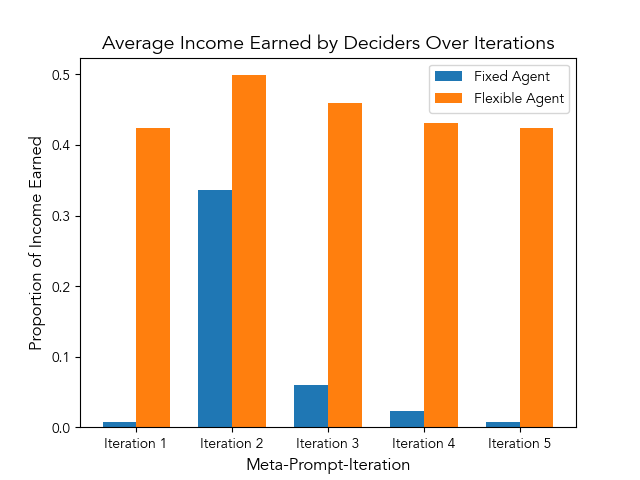 Average Income Earned by Deciders Over Iterations
Fixed Agent
Flexible Agent
Proportion of Income Earned
0.5
0.4
0.3
0.2
0.1
0.0
Iteration 1
Iteration 2
Iteration 3
Iteration 4
Iteration 5
Meta-Prompt-Iteration